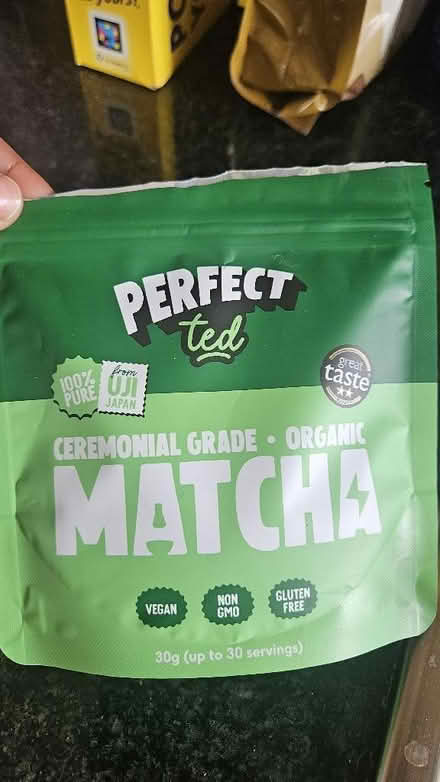 yours.
PERFECT
ted
100%
PURE
from
UJI
JAPAN
great
taste
CEREMONIAL GRADE • ORGANIC
MATCHA
VEGAN
NON
GMO
GLUTEN
FREE
30g (up to 30 servings)